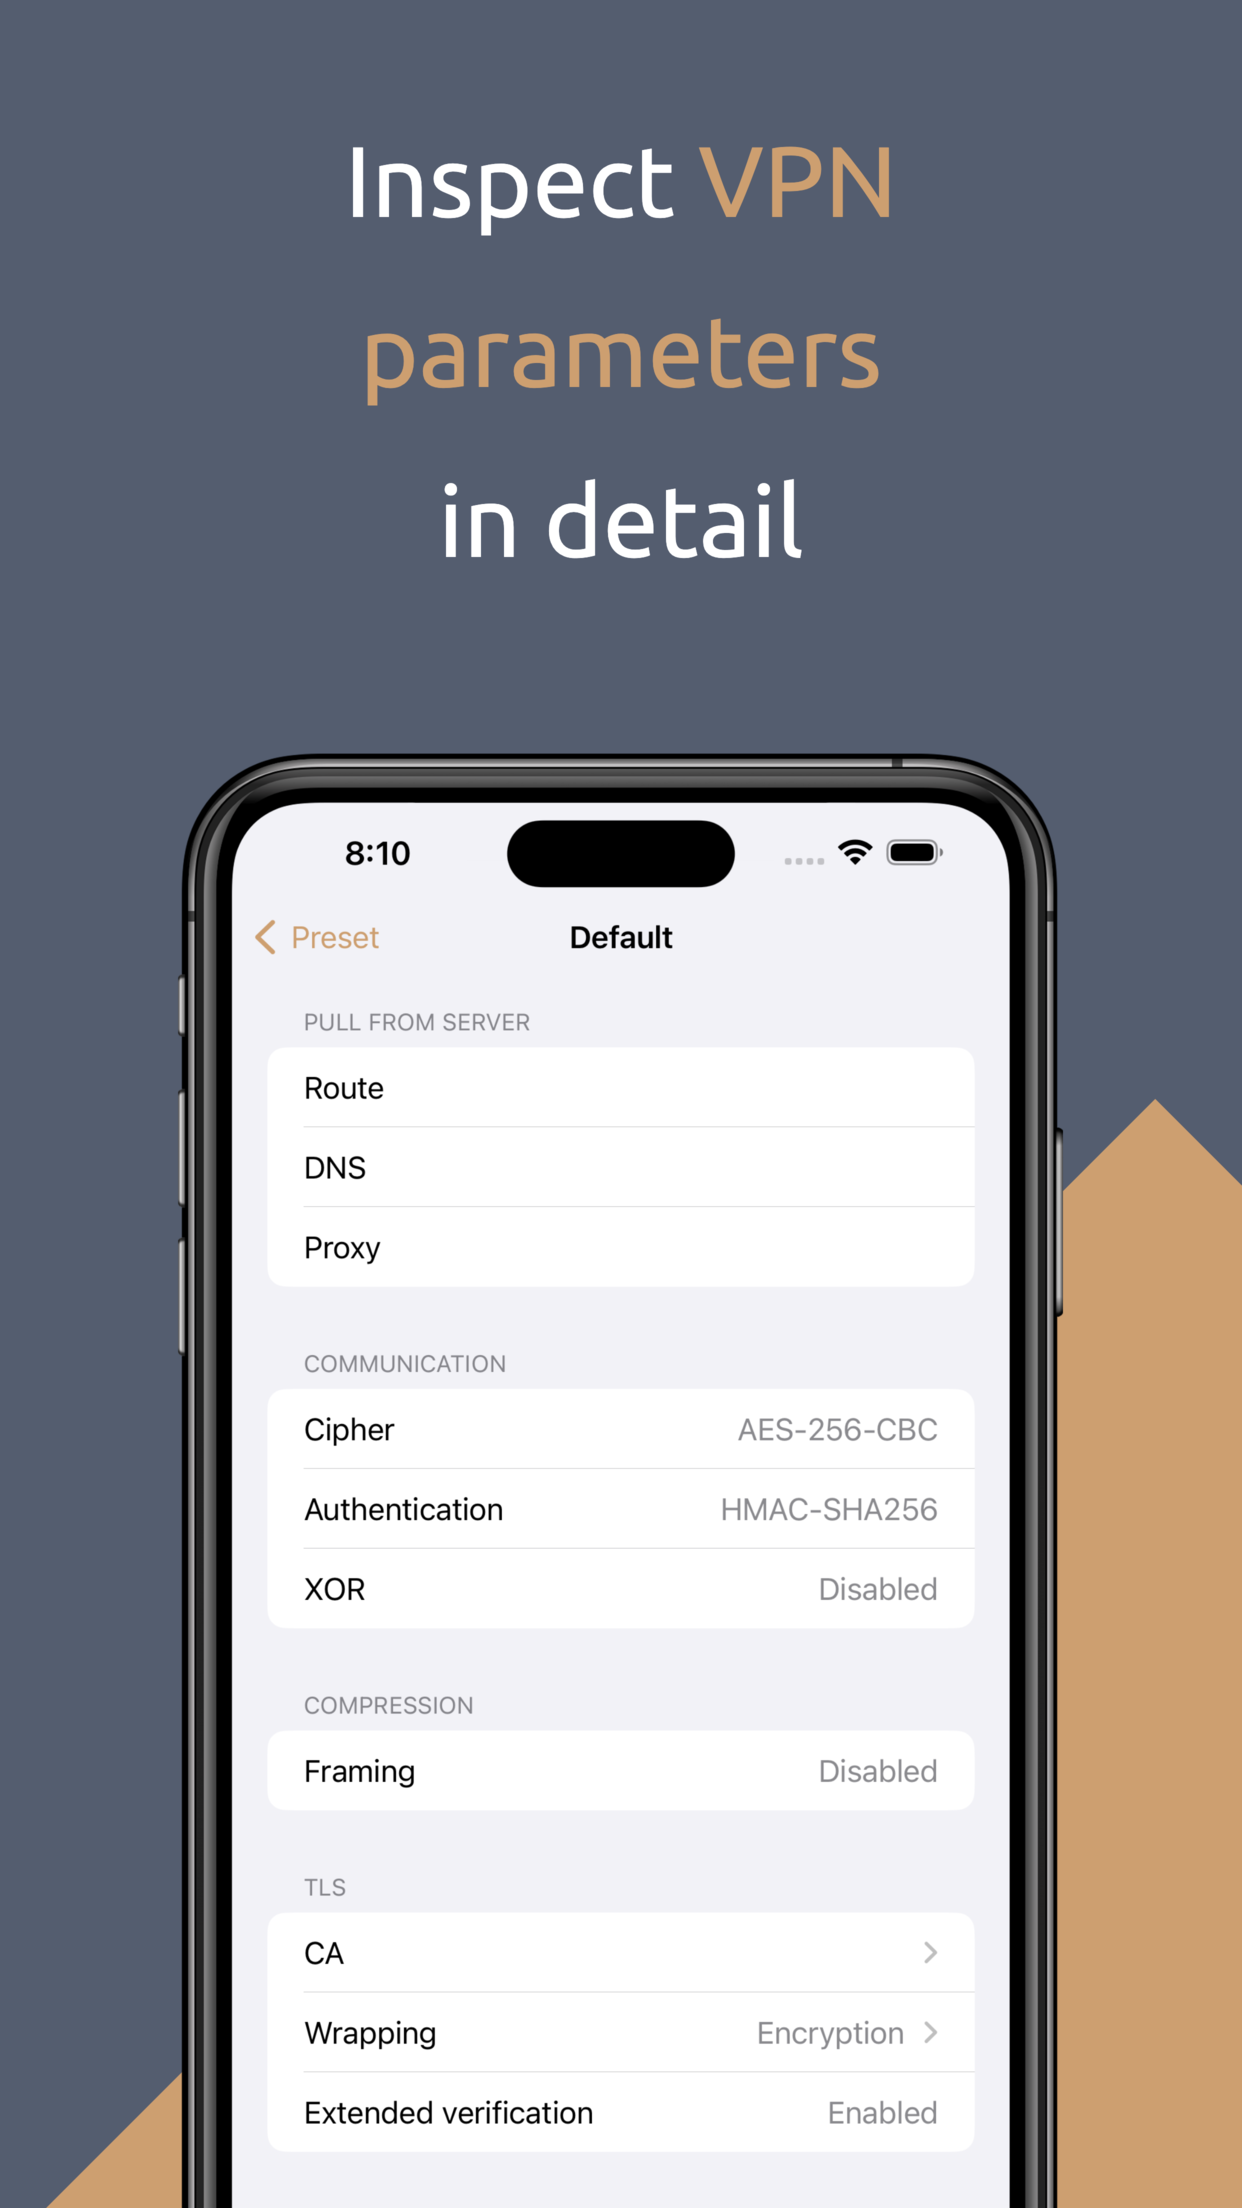 Inspect VPN
parameters
in detail
8:10
Preset
Default
PULL FROM SERVER
Route
DNS
Proxy
COMMUNICATION
Cipher AES-256-CBC
Authentication HMAC-SHA256
XOR Disabled
COMPRESSION
Framing Disabled
TLS
CA
Wrapping Encryption
Extended verification Enabled